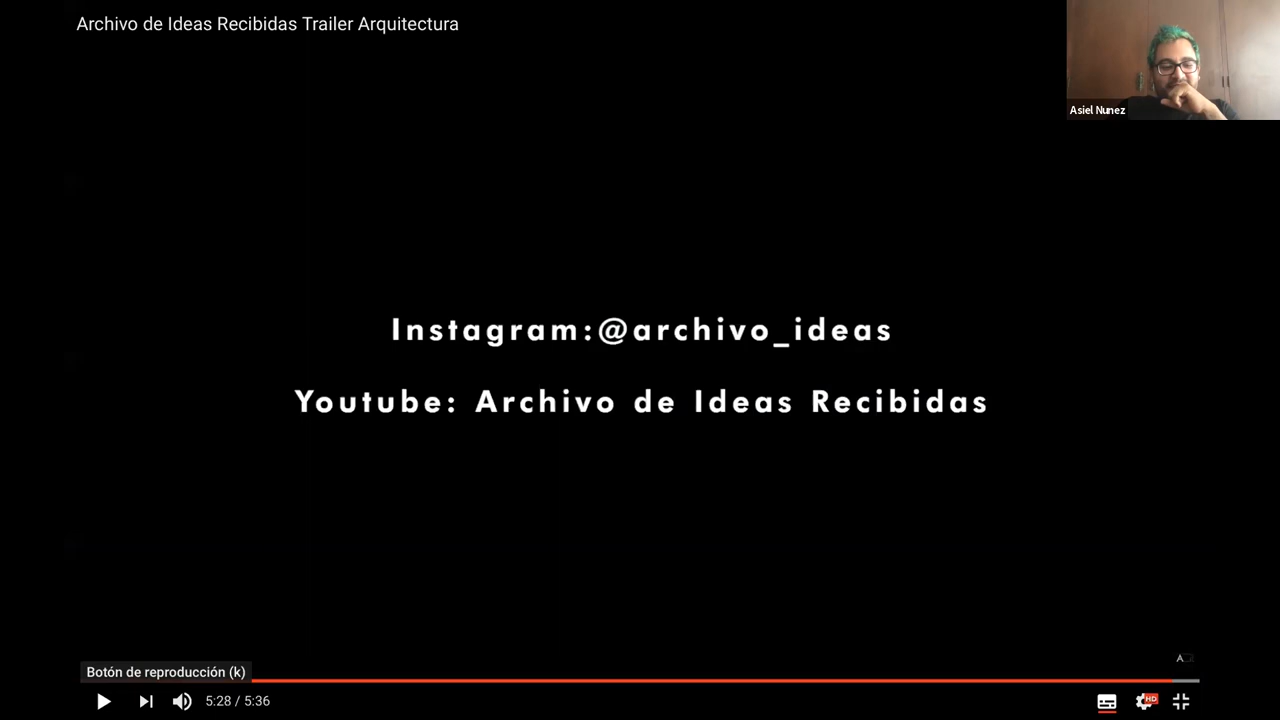 Archivo de Ideas Recibidas Trailer Arquitectura
Asiel Nunez
Instagram:@archivo_ideas
Youtube: Archivo de Ideas Recibidas
Botón de reproducción (k)
5:28 / 5:36
HD